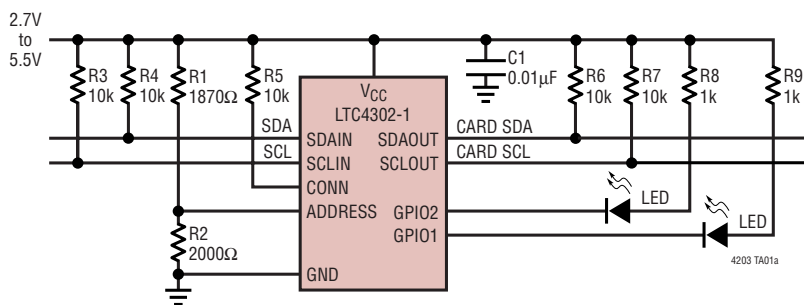 2.7V
to
5.5V
R3
10k
R4
10k
R1
1870Ω
R5
10k
C1
0.01µF
R6
10k
R7
10k
R8
1k
R9
1k
VCC
LTC4302-1
SDA
SDAIN
SDAOUT
CARD SDA
SCL
SCLIN
SCLOUT
CARD SCL
CONN
ADDRESS
GPIO2
LED
GPIO1
LED
R2
2000Ω
GND
4203 TA01a